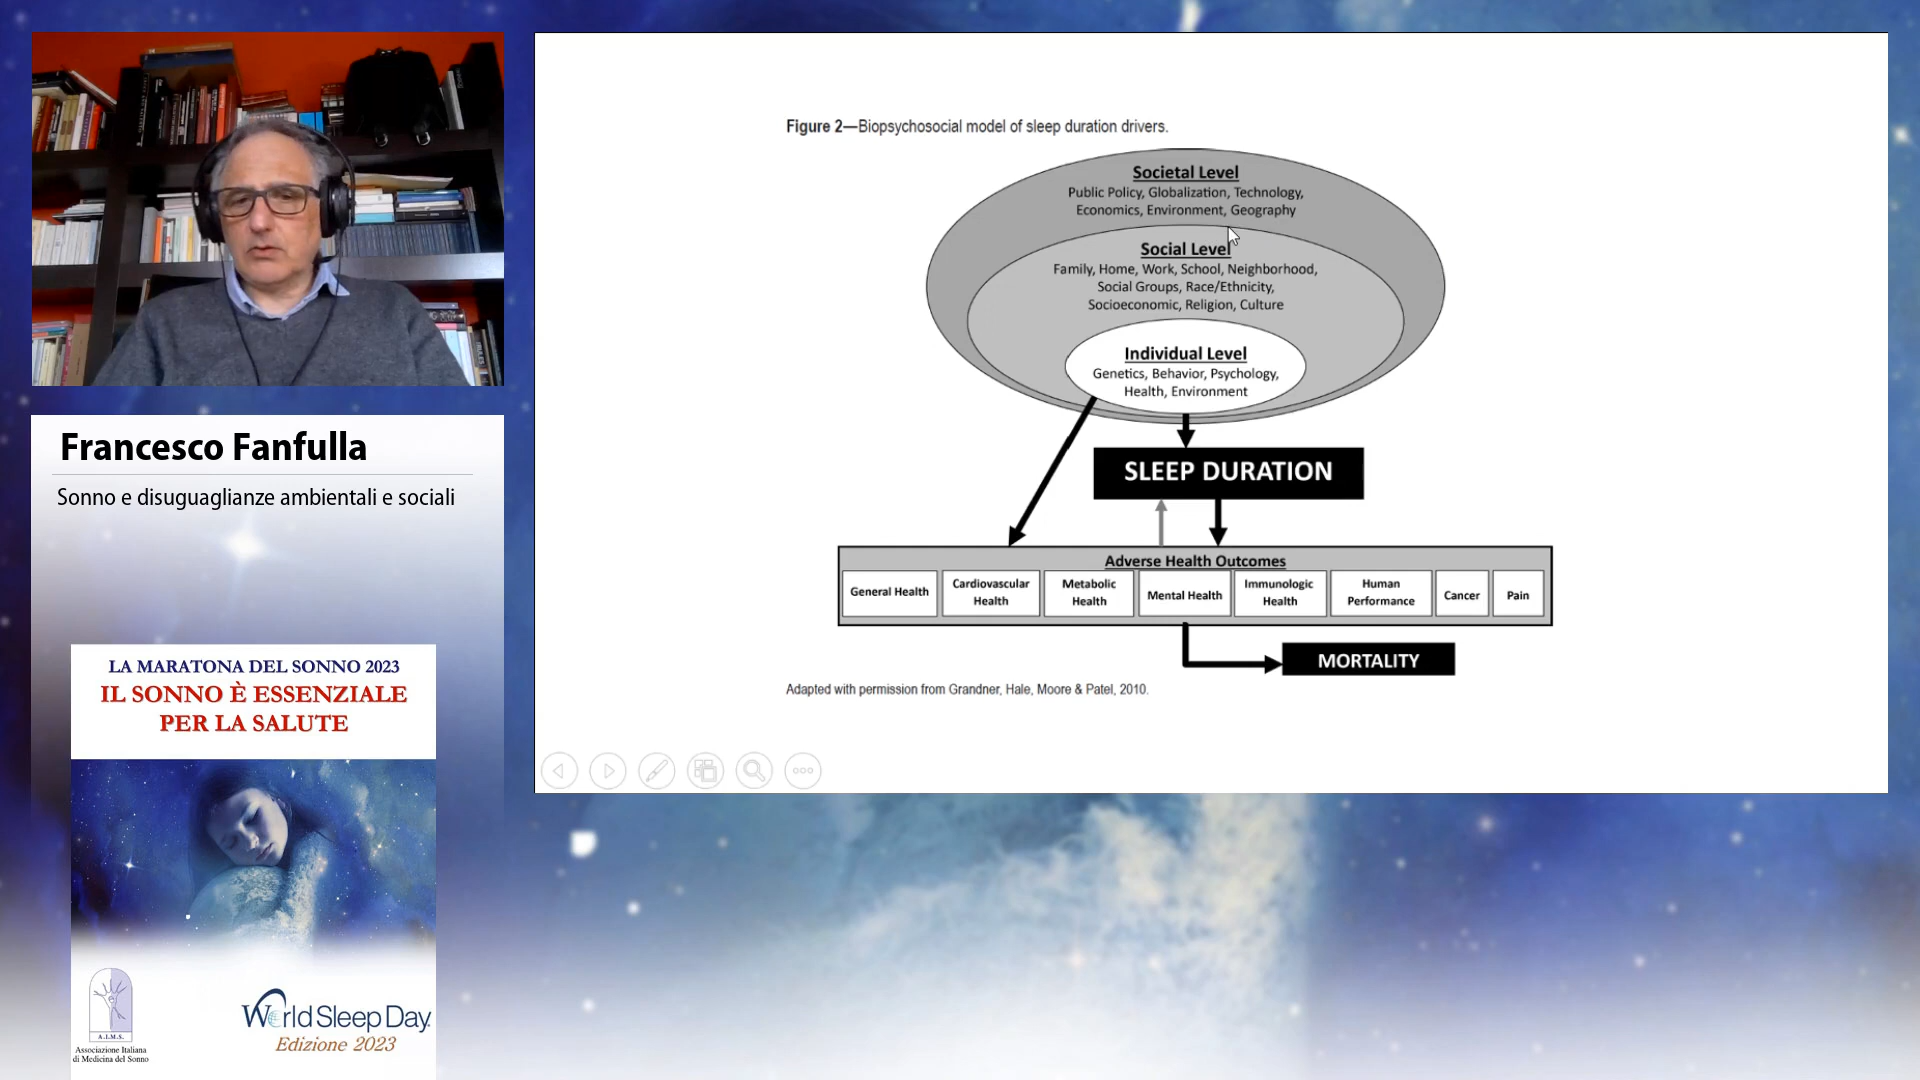 Francesco Fanfulla
Sonno e disuguaglianze ambientali e sociali
LA MARATONA DEL SONNO 2023
IL SONNO È ESSENZIALE
PER LA SALUTE
A.I.M.S.
Associazione Italiana
di Medicina del Sonno
World Sleep Day.
Edizione 2023
Figure 2—Biopsychosocial model of sleep duration drivers.
Societal Level
Public Policy, Globalization, Technology,
Economics, Environment, Geography
Social Level
Family, Home, Work, School, Neighborhood,
Social Groups, Race/Ethnicity,
Socioeconomic, Religion, Culture
Individual Level
Genetics, Behavior, Psychology,
Health, Environment
SLEEP DURATION
Adverse Health Outcomes
General Health
Cardiovascular
Health
Metabolic
Health
Mental Health
Immunologic
Health
Human
Performance
Cancer
Pain
MORTALITY
Adapted with permission from Grandner, Hale, Moore & Patel, 2010.